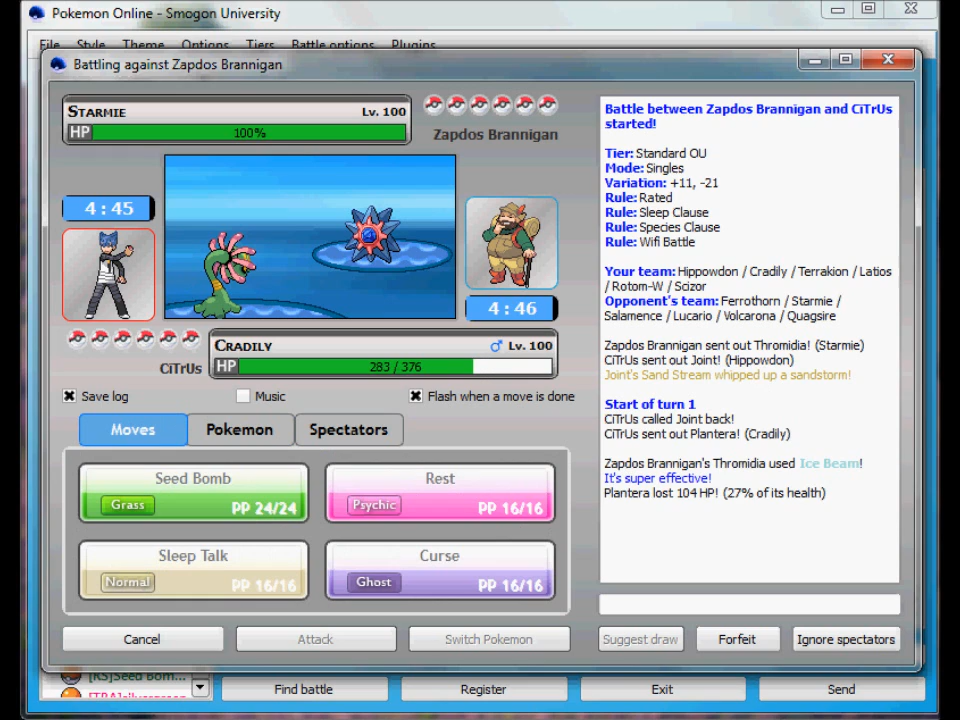 Pokemon Online - Smogon University
File Style Theme Options Tiers Battle options Plugins
Battling against Zapdos Brannigan
STARMIE Lv. 100
HP 100%
Zapdos Brannigan
4:45
4:46
CRADILY ♂ Lv. 100
HP 283 / 376
CiTrUs
Save log Music Flash when a move is done
Moves Pokemon Spectators
Seed Bomb Rest
Grass PP 24/24 Psychic PP 16/16
Sleep Talk Curse
Normal PP 16/16 Ghost PP 16/16
Cancel Attack Switch Pokemon
Battle between Zapdos Brannigan and CiTrUs
started!
Tier: Standard OU
Mode: Singles
Variation: +11, -21
Rule: Rated
Rule: Sleep Clause
Rule: Species Clause
Rule: Wifi Battle
Your team: Hippowdon / Cradily / Terrakion / Latios
/ Rotom-W / Scizor
Opponent's team: Ferrothorn / Starmie /
Salamence / Lucario / Volcarona / Quagsire
Zapdos Brannigan sent out Thromidia! (Starmie)
CiTrUs sent out Joint! (Hippowdon)
Joint's Sand Stream whipped up a sandstorm!
Start of turn 1
CiTrUs called Joint back!
CiTrUs sent out Plantera! (Cradily)
Zapdos Brannigan's Thromidia used Ice Beam!
It's super effective!
Plantera lost 104 HP! (27% of its health)
Suggest draw Forfeit Ignore spectators
[KS]Seed Bom...
Find battle Register Exit Send